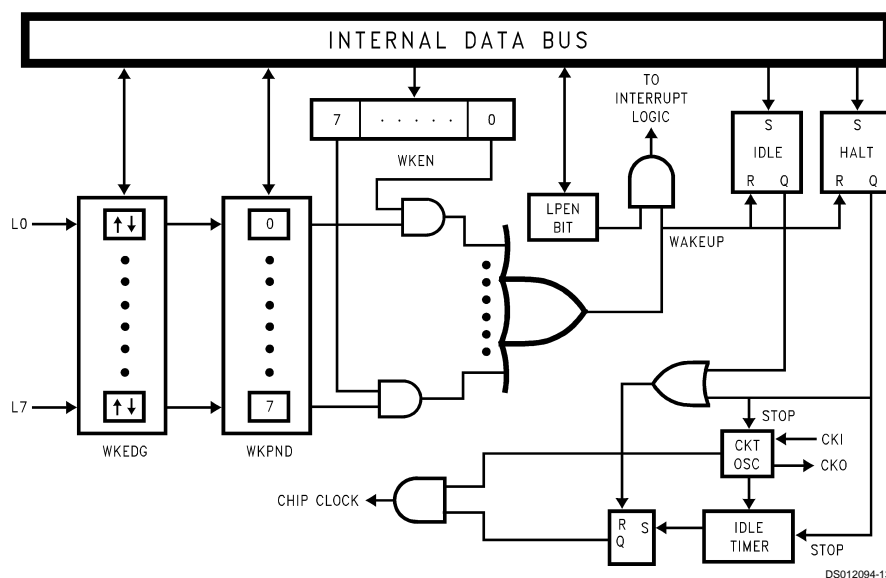 INTERNAL DATA BUS
TO
INTERRUPT
LOGIC
7 · · · · · 0
WKEN
S
IDLE
R Q
S
HALT
R Q
LPEN
BIT
WAKEUP
L0
↑↓
0
L7
↑↓
7
WKEDG
WKPND
STOP
CKT
OSC
CKI
CKO
CHIP CLOCK
R S
Q
IDLE
TIMER
STOP